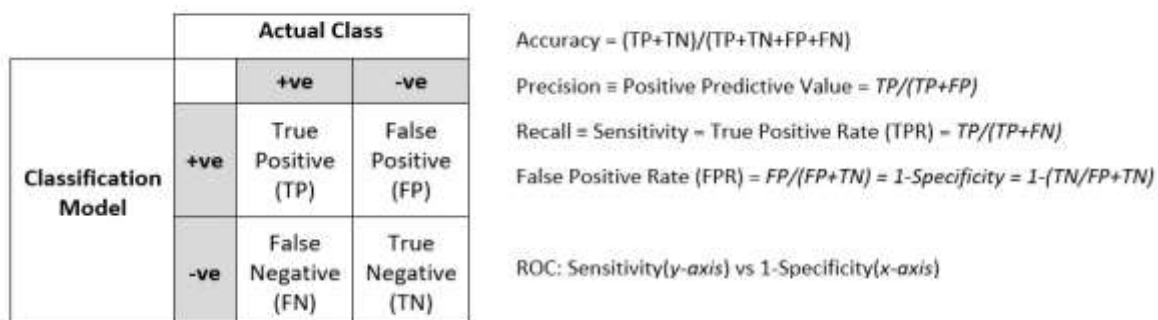 Actual Class
+ve -ve
Classification
Model
+ve
True
Positive
(TP)
False
Positive
(FP)
-ve
False
Negative
(FN)
True
Negative
(TN)
Accuracy = (TP+TN)/(TP+TN+FP+FN)
Precision ≡ Positive Predictive Value = TP/(TP+FP)
Recall ≡ Sensitivity = True Positive Rate (TPR) = TP/(TP+FN)
False Positive Rate (FPR) = FP/(FP+TN) = 1-Specificity = 1-(TN/FP+TN)
ROC: Sensitivity(y-axis) vs 1-Specificity(x-axis)